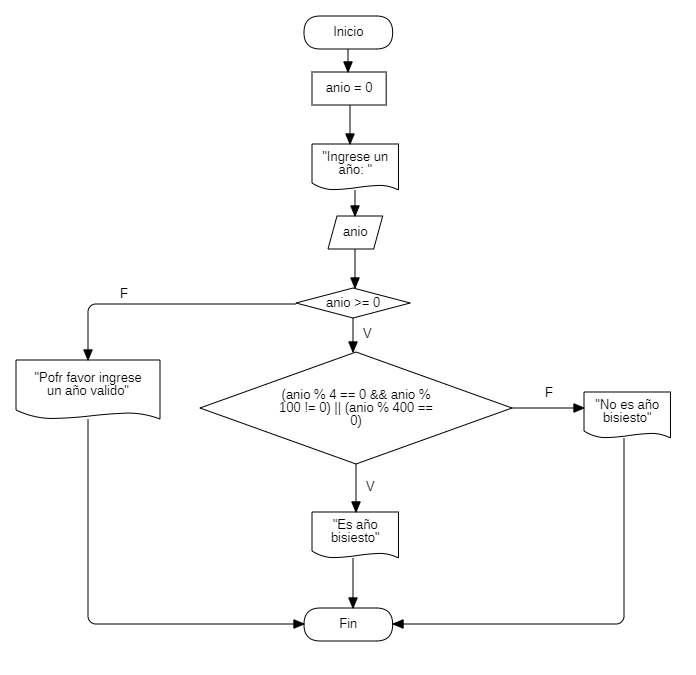 Inicio
anio = 0
"Ingrese un
año: "
anio
anio >= 0
F
V
"Pofr favor ingrese
un año valido"
(anio % 4 == 0 && anio %
100 != 0) || (anio % 400 ==
0)
F
"No es año
bisiesto"
V
"Es año
bisiesto"
Fin